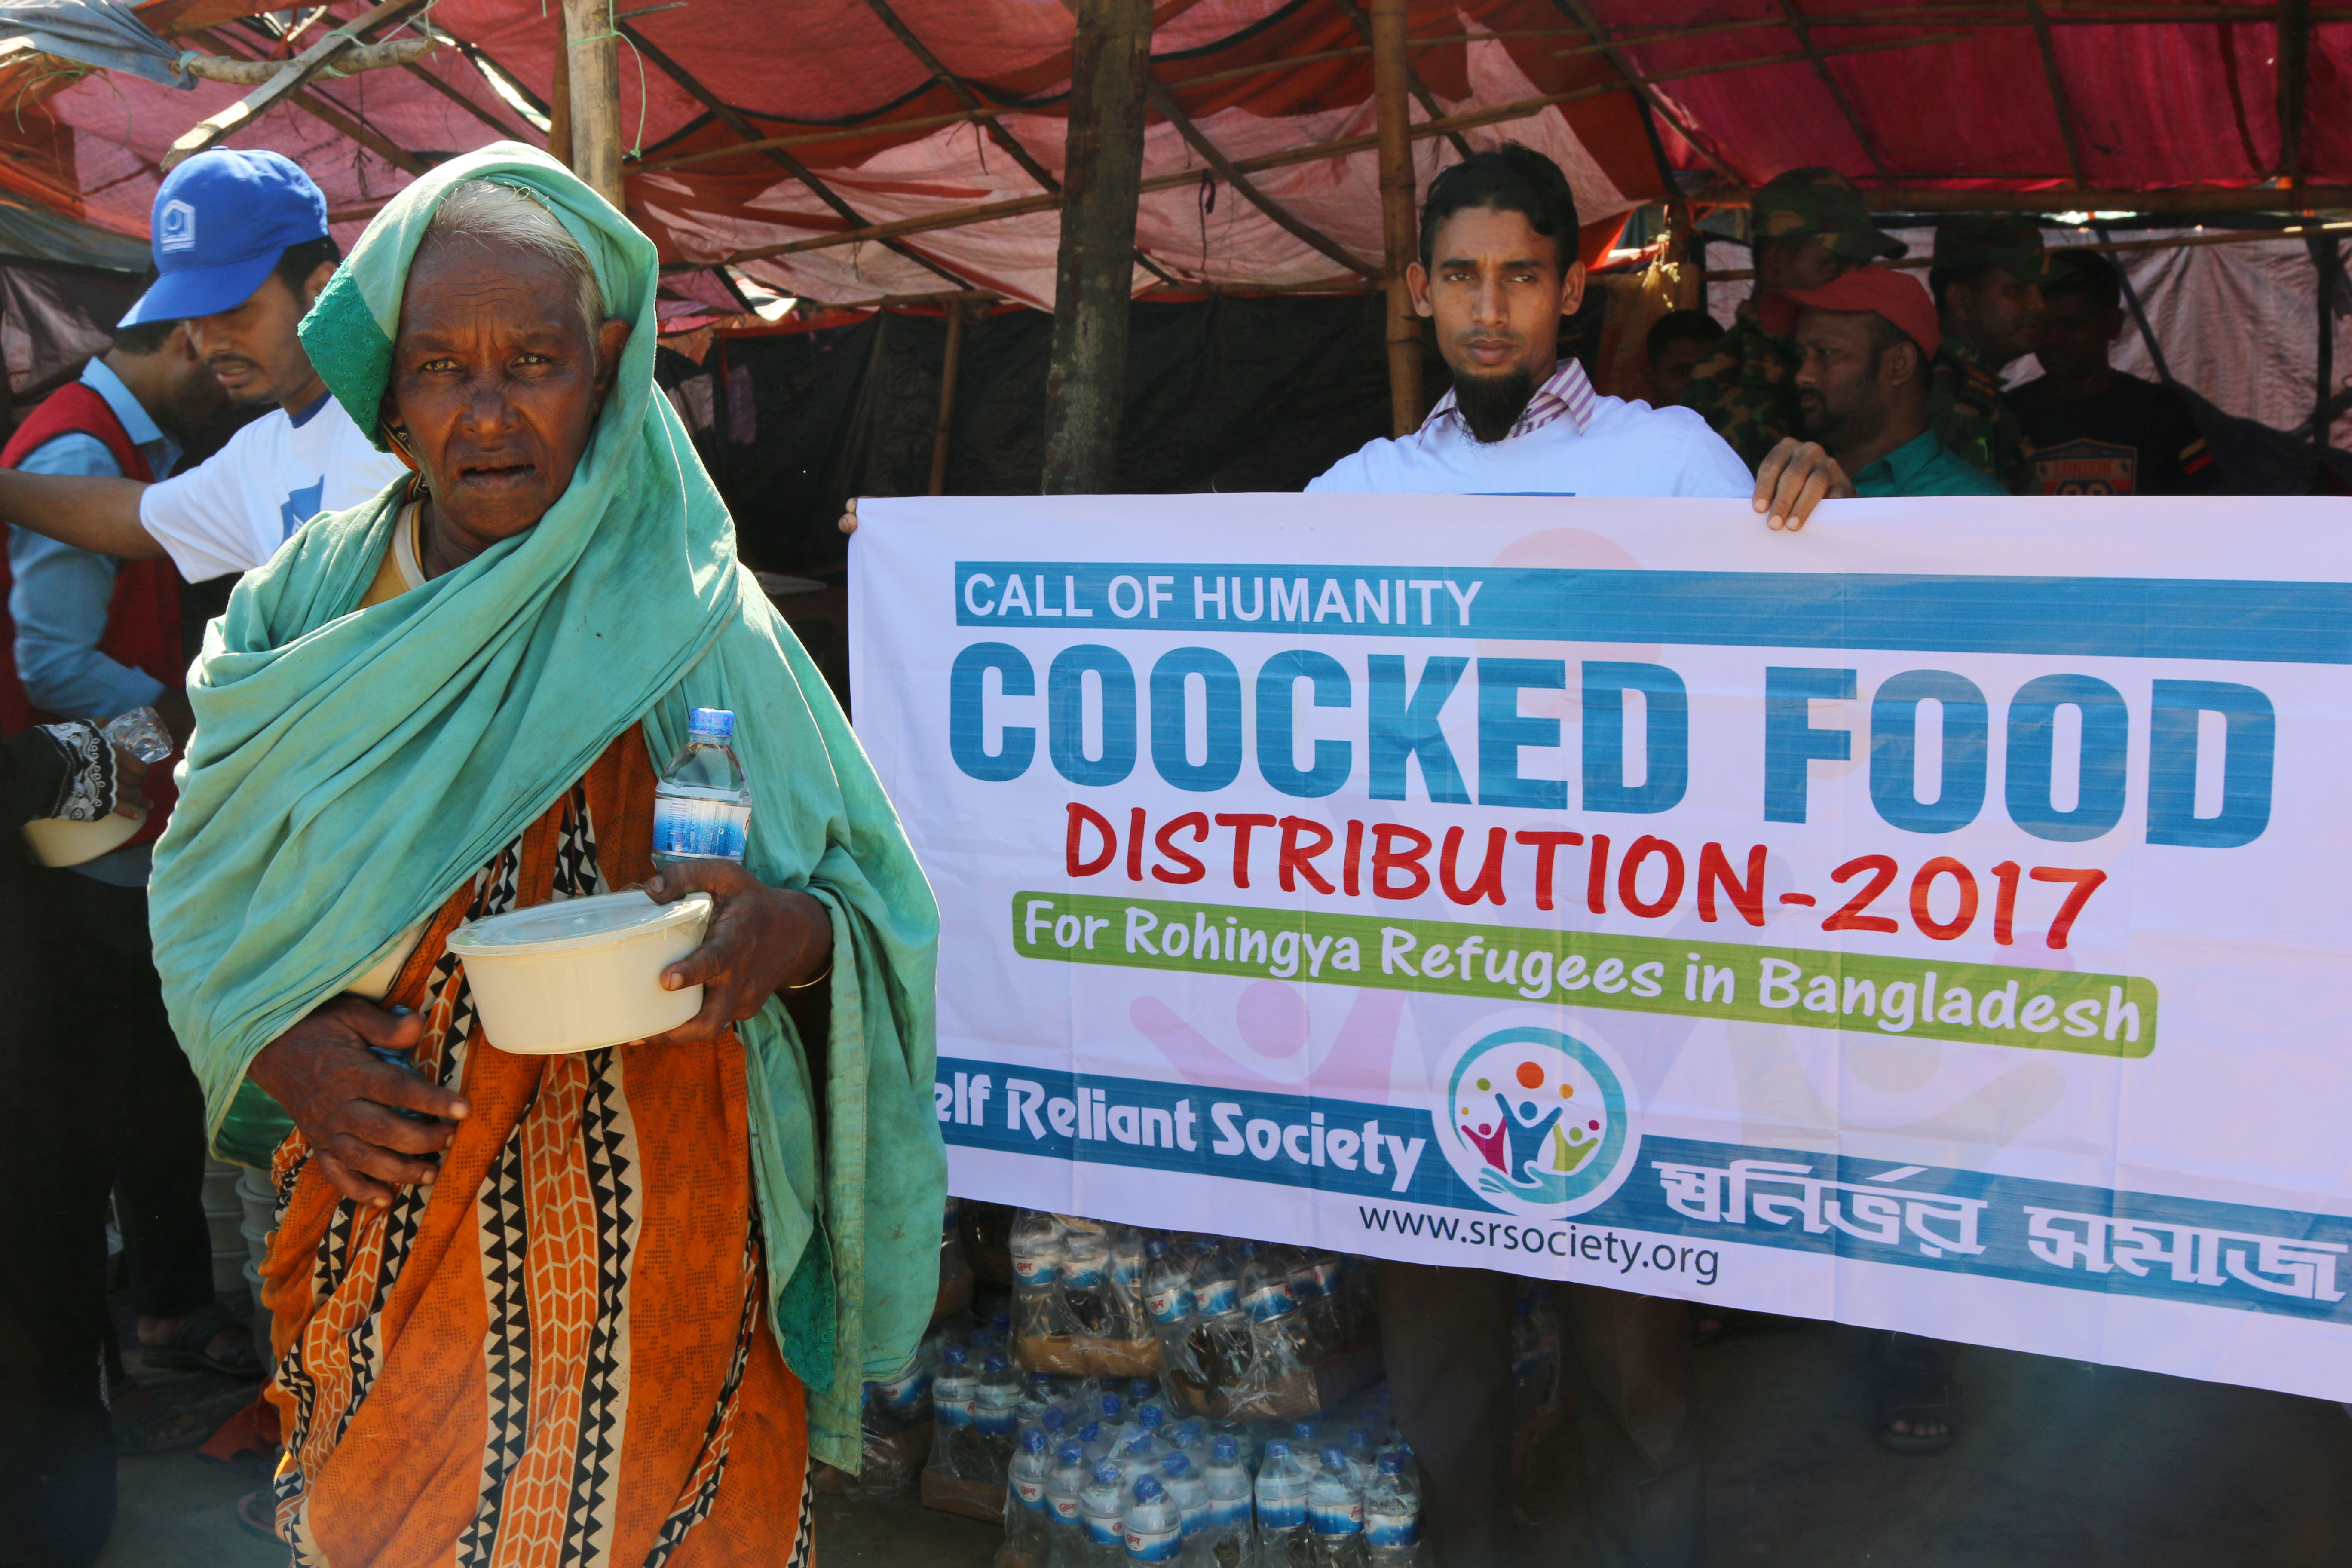 CALL OF HUMANITY
COOCKED FOOD
DISTRIBUTION-2017
For Rohingya Refugees in Bangladesh
elf Reliant Society
স্বনির্ভর সমাজ
www.srsociety.org
LONDON